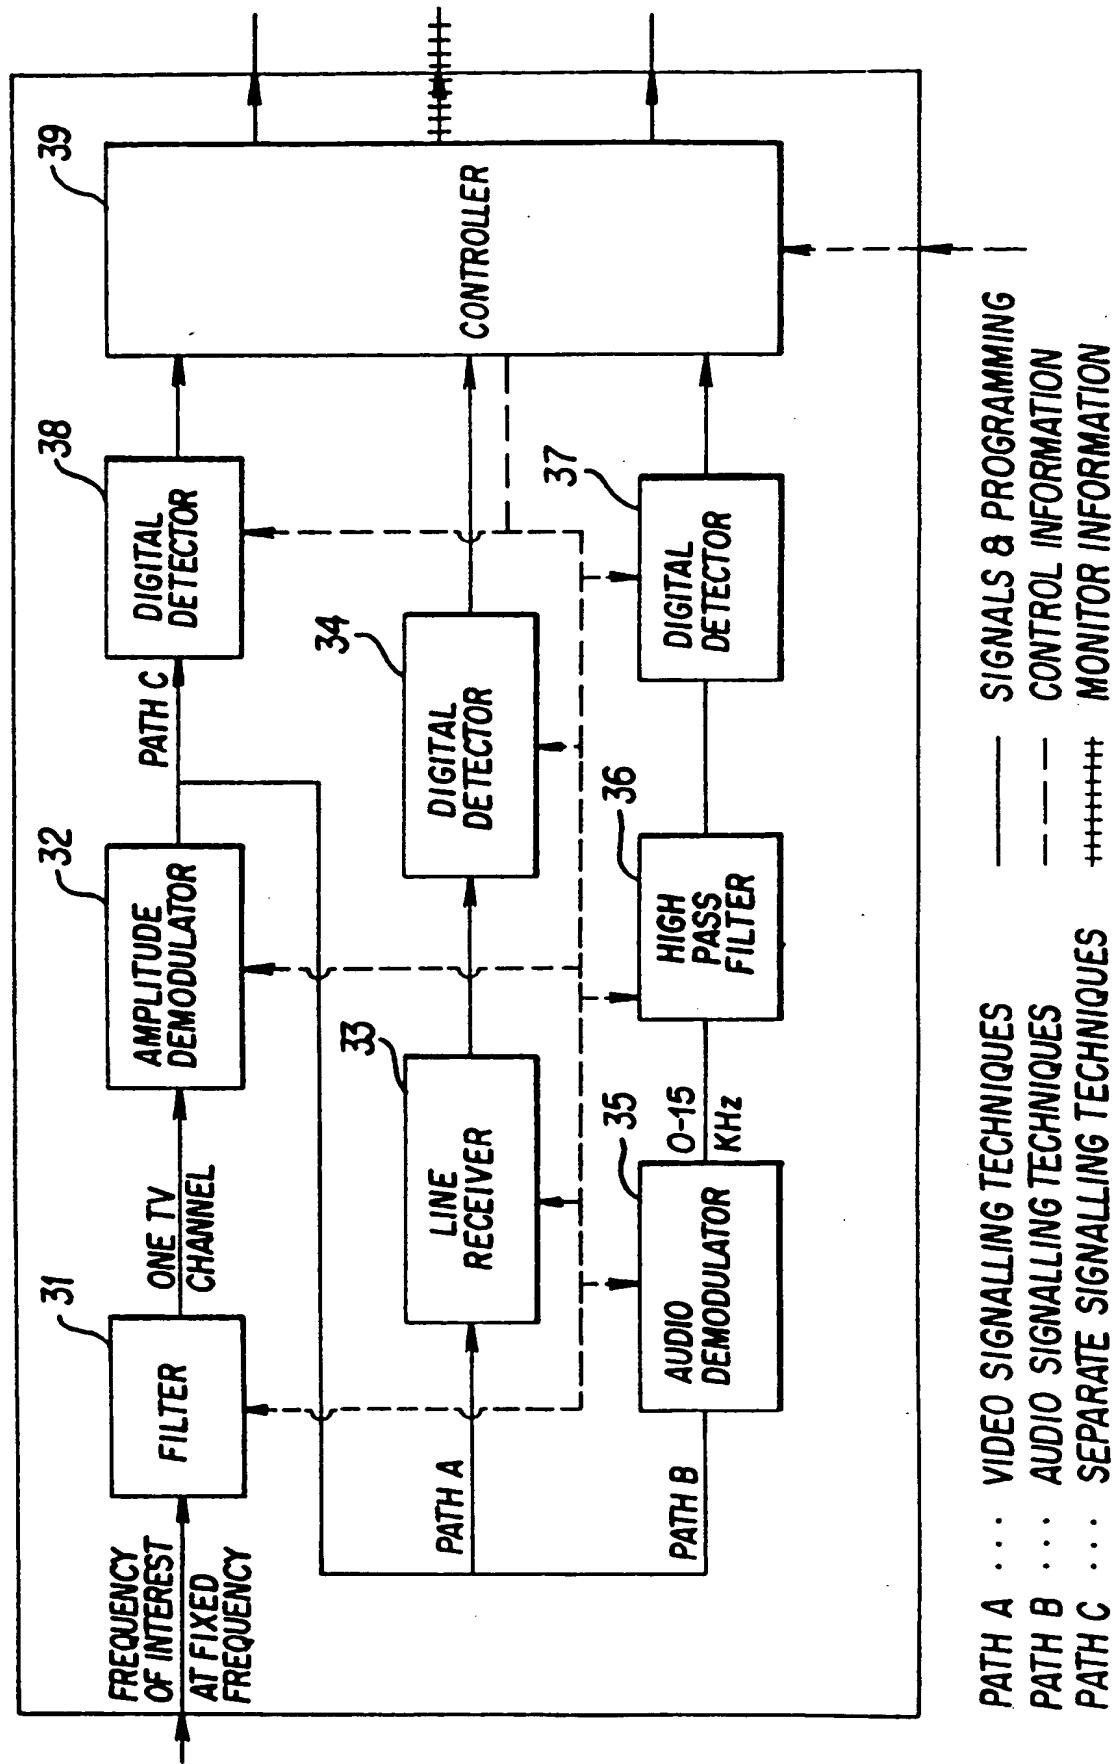 FREQUENCY
OF INTEREST
AT FIXED
FREQUENCY
31
FILTER
ONE TV
CHANNEL
32
AMPLITUDE
DEMODULATOR
PATH C
38
DIGITAL
DETECTOR
39
CONTROLLER
PATH A
33
LINE
RECEIVER
34
DIGITAL
DETECTOR
PATH B
35
AUDIO
DEMODULATOR
0-15
KHz
36
HIGH
PASS
FILTER
37
DIGITAL
DETECTOR
PATH A ... VIDEO SIGNALLING TECHNIQUES
PATH B ... AUDIO SIGNALLING TECHNIQUES
PATH C ... SEPARATE SIGNALLING TECHNIQUES
SIGNALS & PROGRAMMING
CONTROL INFORMATION
MONITOR INFORMATION